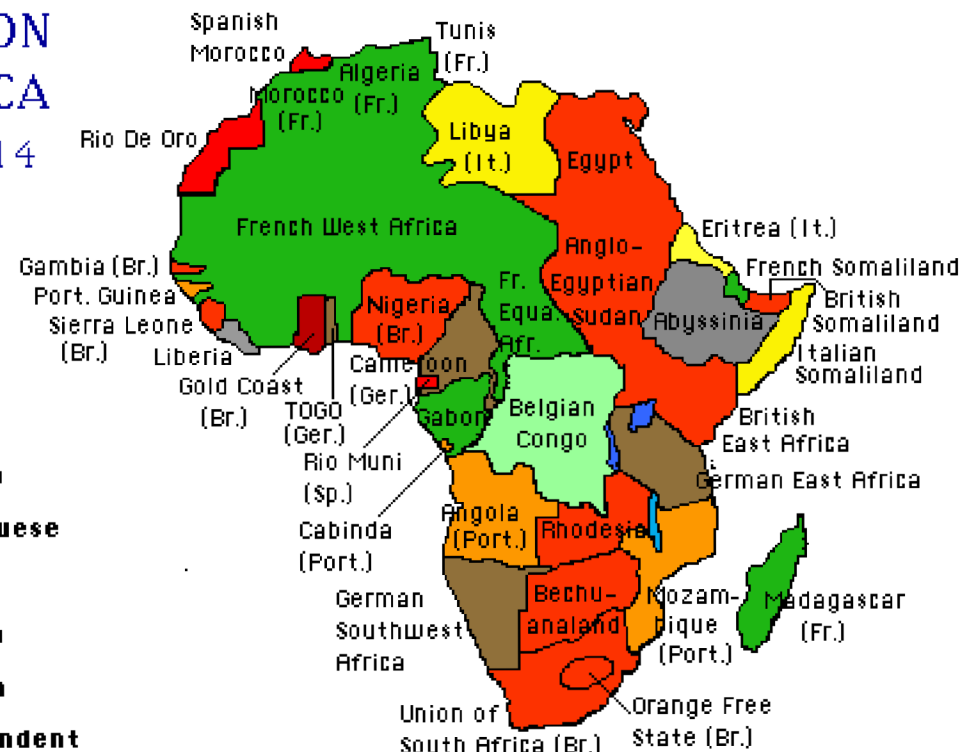 ON
CA
14
Spanish
Morocco
Tunis
(Fr.)
Algeria
(Fr.)
Morocco
(Fr.)
Rio De Oro
Libya
(It.)
Egypt
French West Africa
Eritrea (It.)
Anglo-
Egyptian
Sudan
Gambia (Br.)
Port. Guinea
Sierra Leone
(Br.)
Liberia
Fr.
Equa.
Afr.
French Somaliland
British
Somaliland
Nigeria
(Br.)
Abyssinia
Italian
Somaliland
Gold Coast
(Br.)
TOGO
(Ger.)
Cameroon
(Ger.)
Gabon
Belgian
Congo
British
East Africa
Rio Muni
(Sp.)
German East Africa
Cabinda
(Port.)
Angola
(Port.)
Rhodesia
uese
German
Southwest
Africa
Bechu-
analand
Mozam-
bique
(Port.)
Madagascar
(Fr.)
Union of
South Africa (Br.)
Orange Free
State (Br.)
ndent